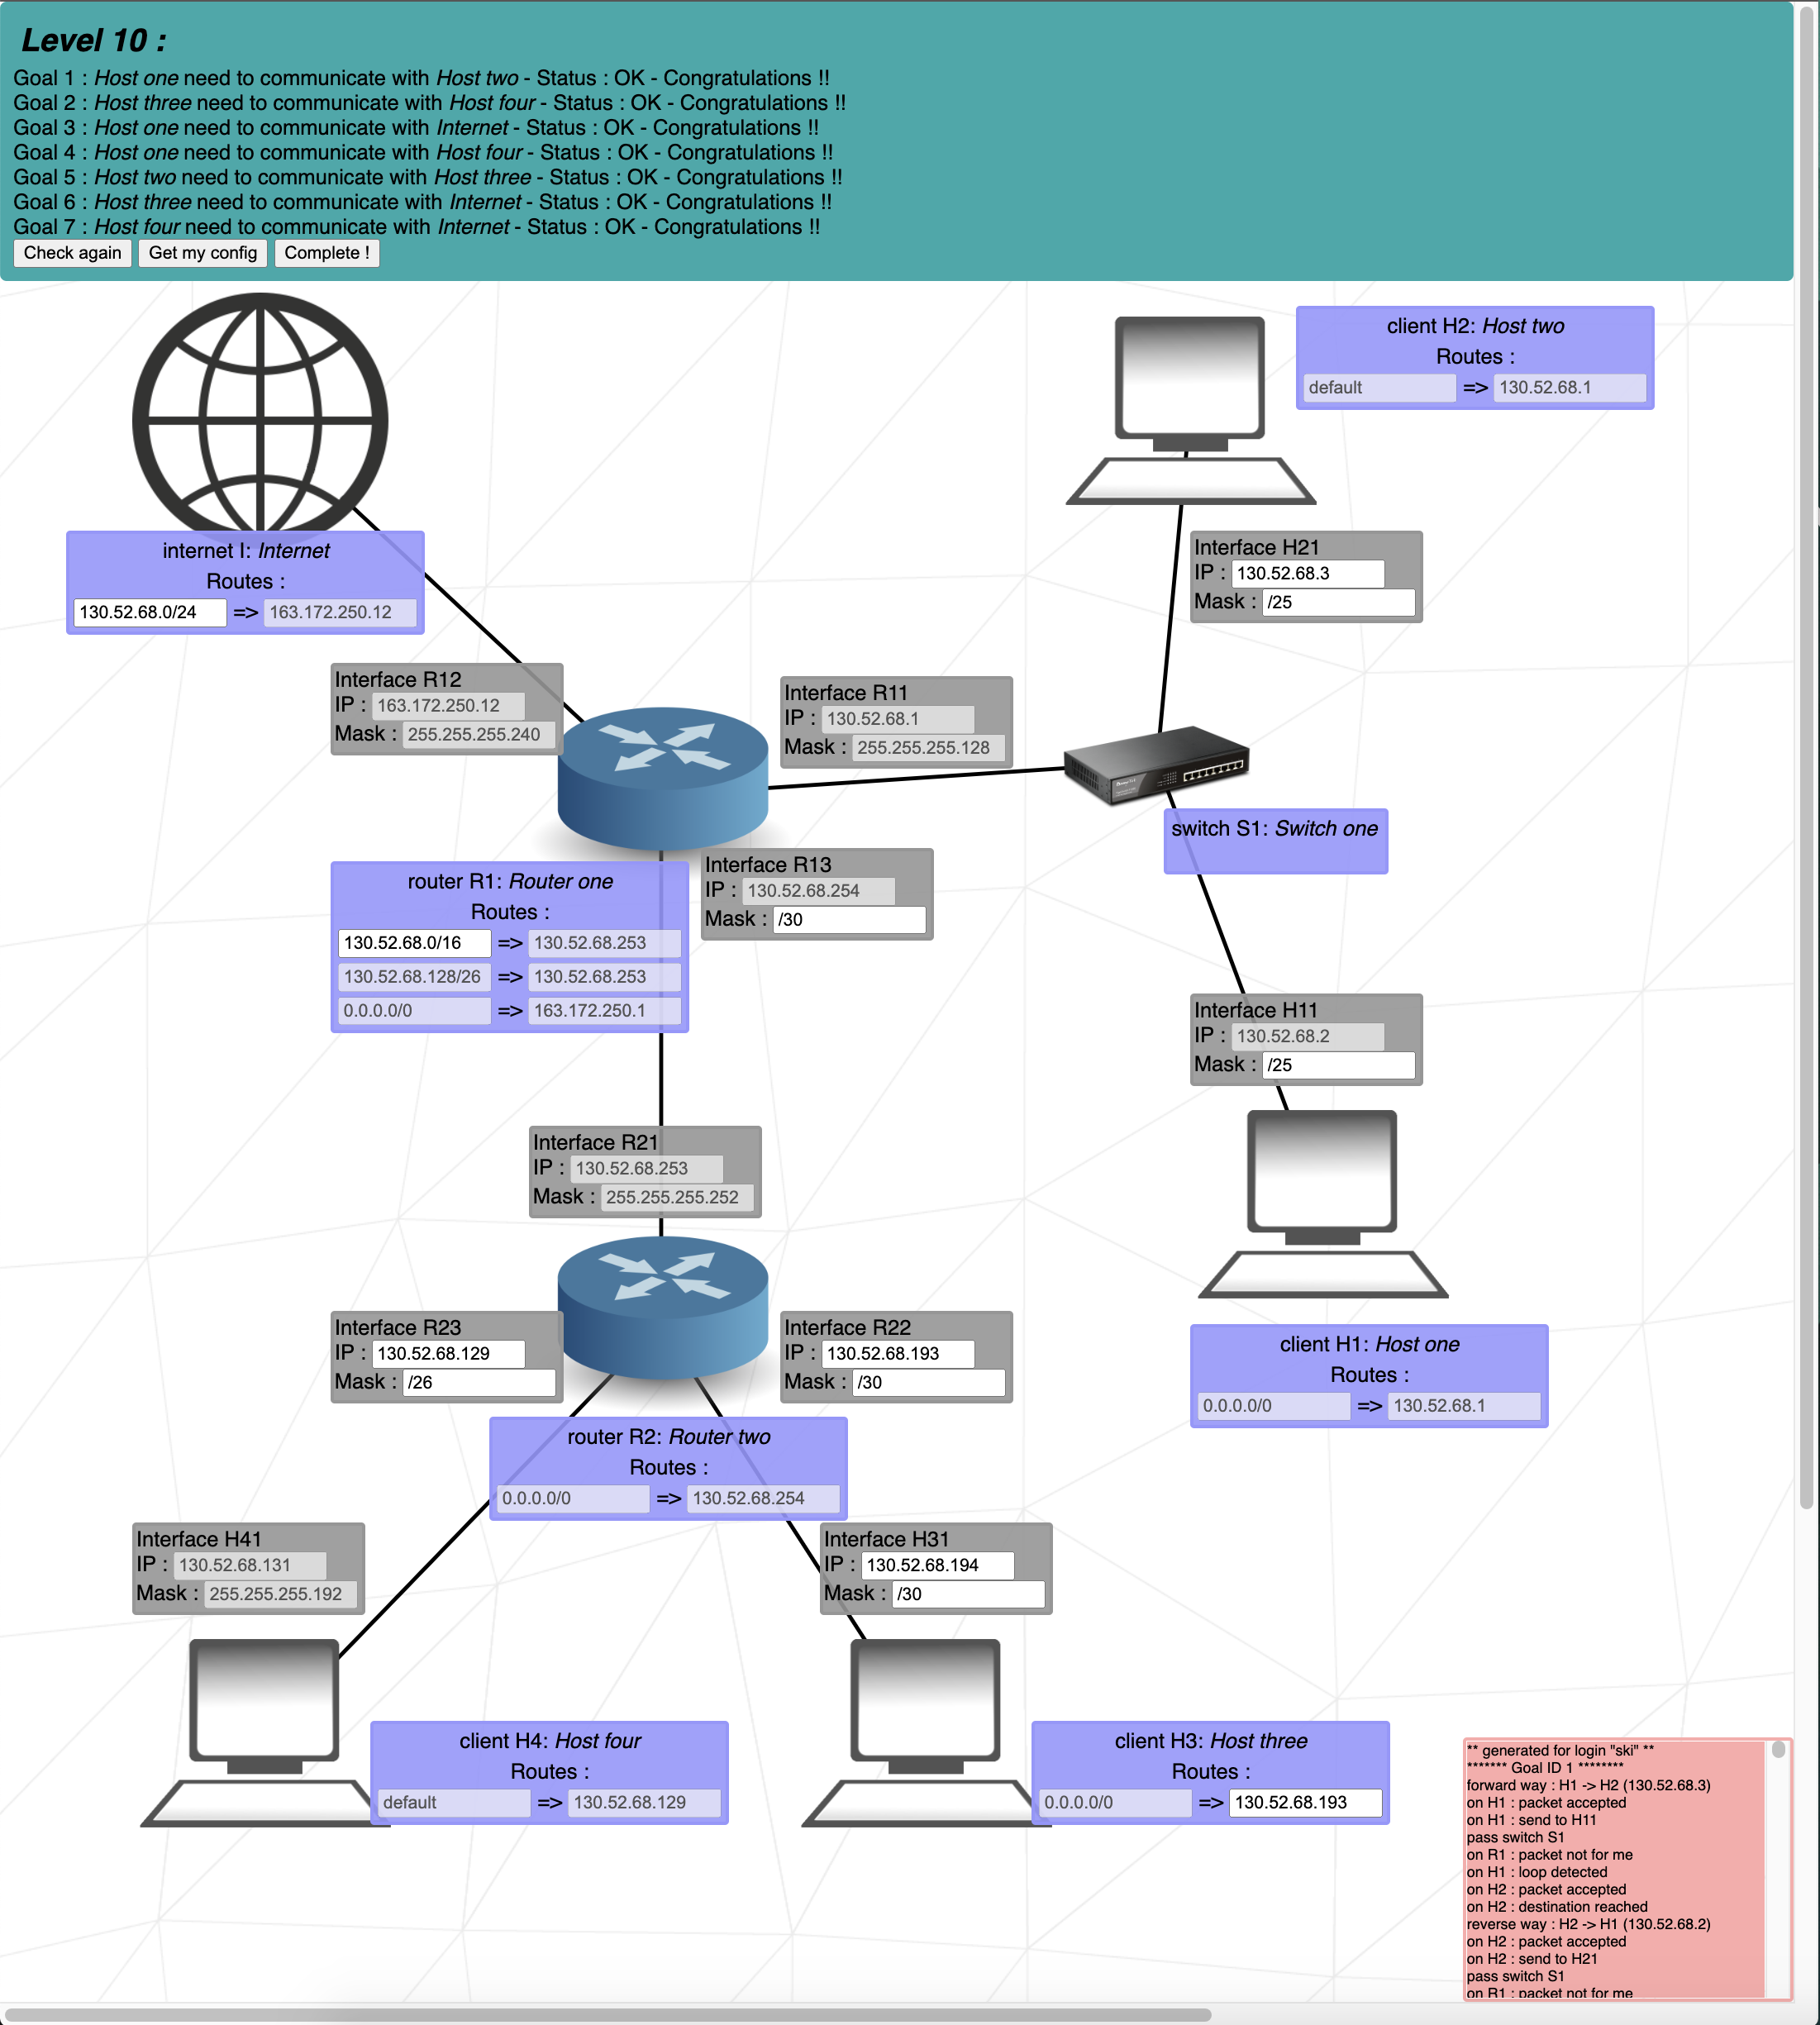 Level 10 :
Goal 1 : Host one need to communicate with Host two - Status : OK - Congratulations !!
Goal 2 : Host three need to communicate with Host four - Status : OK - Congratulations !!
Goal 3 : Host one need to communicate with Internet - Status : OK - Congratulations !!
Goal 4 : Host one need to communicate with Host four - Status : OK - Congratulations !!
Goal 5 : Host two need to communicate with Host three - Status : OK - Congratulations !!
Goal 6 : Host three need to communicate with Internet - Status : OK - Congratulations !!
Goal 7 : Host four need to communicate with Internet - Status : OK - Congratulations !!
Check again Get my config Complete !
client H2: Host two
Routes :
default => 130.52.68.1
internet I: Internet
Routes :
130.52.68.0/24 => 163.172.250.12
Interface H21
IP : 130.52.68.3
Mask : /25
Interface R12
IP : 163.172.250.12
Mask : 255.255.255.240
Interface R11
IP : 130.52.68.1
Mask : 255.255.255.128
switch S1: Switch one
Interface R13
IP : 130.52.68.254
Mask : /30
router R1: Router one
Routes :
130.52.68.0/16 => 130.52.68.253
130.52.68.128/26 => 130.52.68.253
0.0.0.0/0 => 163.172.250.1
Interface H11
IP : 130.52.68.2
Mask : /25
Interface R21
IP : 130.52.68.253
Mask : 255.255.255.252
Interface R23
IP : 130.52.68.129
Mask : /26
Interface R22
IP : 130.52.68.193
Mask : /30
client H1: Host one
Routes :
0.0.0.0/0 => 130.52.68.1
router R2: Router two
Routes :
0.0.0.0/0 => 130.52.68.254
Interface H41
IP : 130.52.68.131
Mask : 255.255.255.192
Interface H31
IP : 130.52.68.194
Mask : /30
client H4: Host four
Routes :
default => 130.52.68.129
client H3: Host three
Routes :
0.0.0.0/0 => 130.52.68.193
** generated for login "ski" **
******* Goal ID 1 ********
forward way : H1 -> H2 (130.52.68.3)
on H1 : packet accepted
on H1 : send to H11
pass switch S1
on R1 : packet not for me
on H1 : loop detected
on H2 : packet accepted
on H2 : destination reached
reverse way : H2 -> H1 (130.52.68.2)
on H2 : packet accepted
on H2 : send to H21
pass switch S1
on R1 : packet not for me